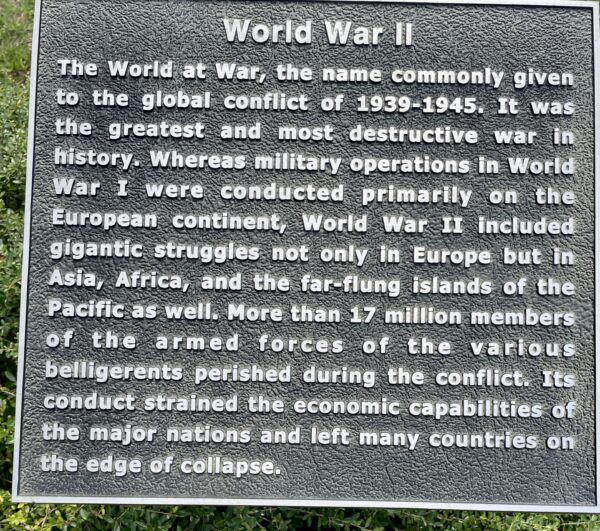 World War II
The World at War, the name commonly given
to the global conflict of 1939-1945. It was
the greatest and most destructive war in
history. Whereas military operations in World
War I were conducted primarily on the
European continent, World War II included
gigantic struggles not only in Europe but in
Asia, Africa, and the far-flung islands of the
Pacific as well. More than 17 million members
of the armed forces of the various
belligerents perished during the conflict. Its
conduct strained the economic capabilities of
the major nations and left many countries on
the edge of collapse.